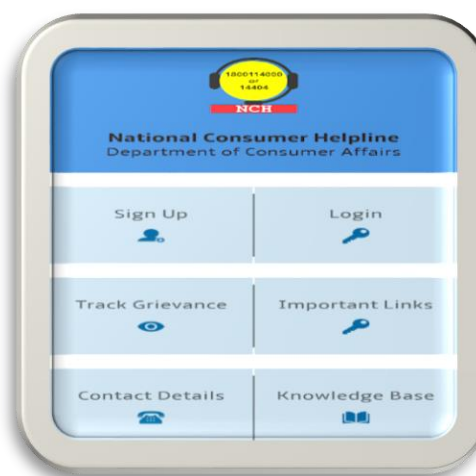 1800114000
or
14404
NCH
National Consumer Helpline
Department of Consumer Affairs
Sign Up
Login
Track Grievance
Important Links
Contact Details
Knowledge Base